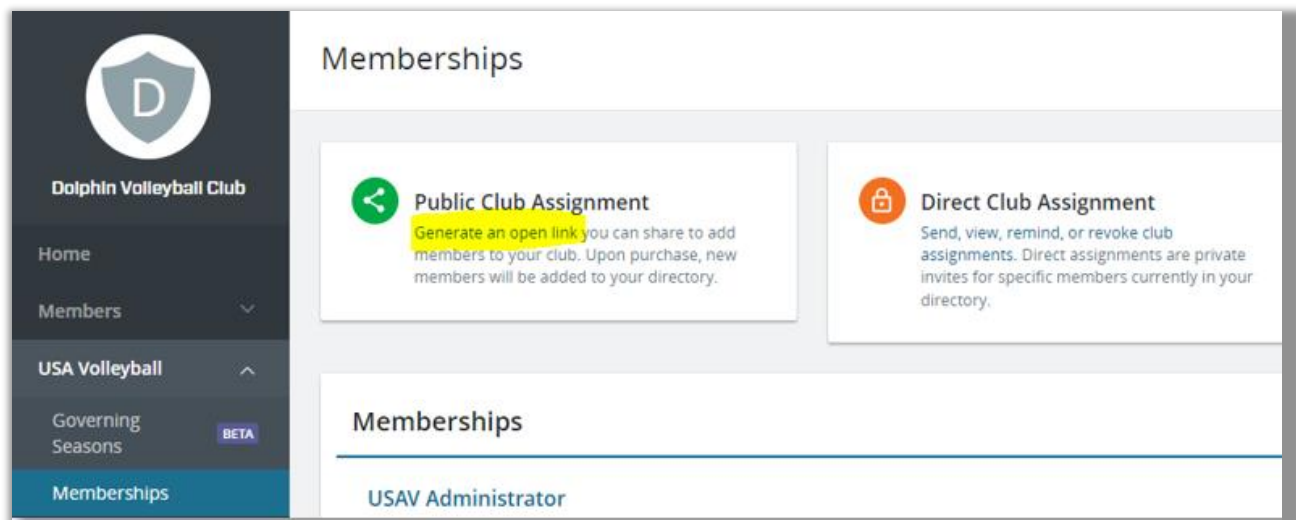 D
Dolphin Volleyball Club
Home
Members
USA Volleyball
Governing
Seasons
BETA
Memberships
Memberships
Public Club Assignment
Generate an open link you can share to add
members to your club. Upon purchase, new
members will be added to your directory.
Direct Club Assignment
Send, view, remind, or revoke club
assignments. Direct assignments are private
invites for specific members currently in your
directory.
Memberships
USAV Administrator